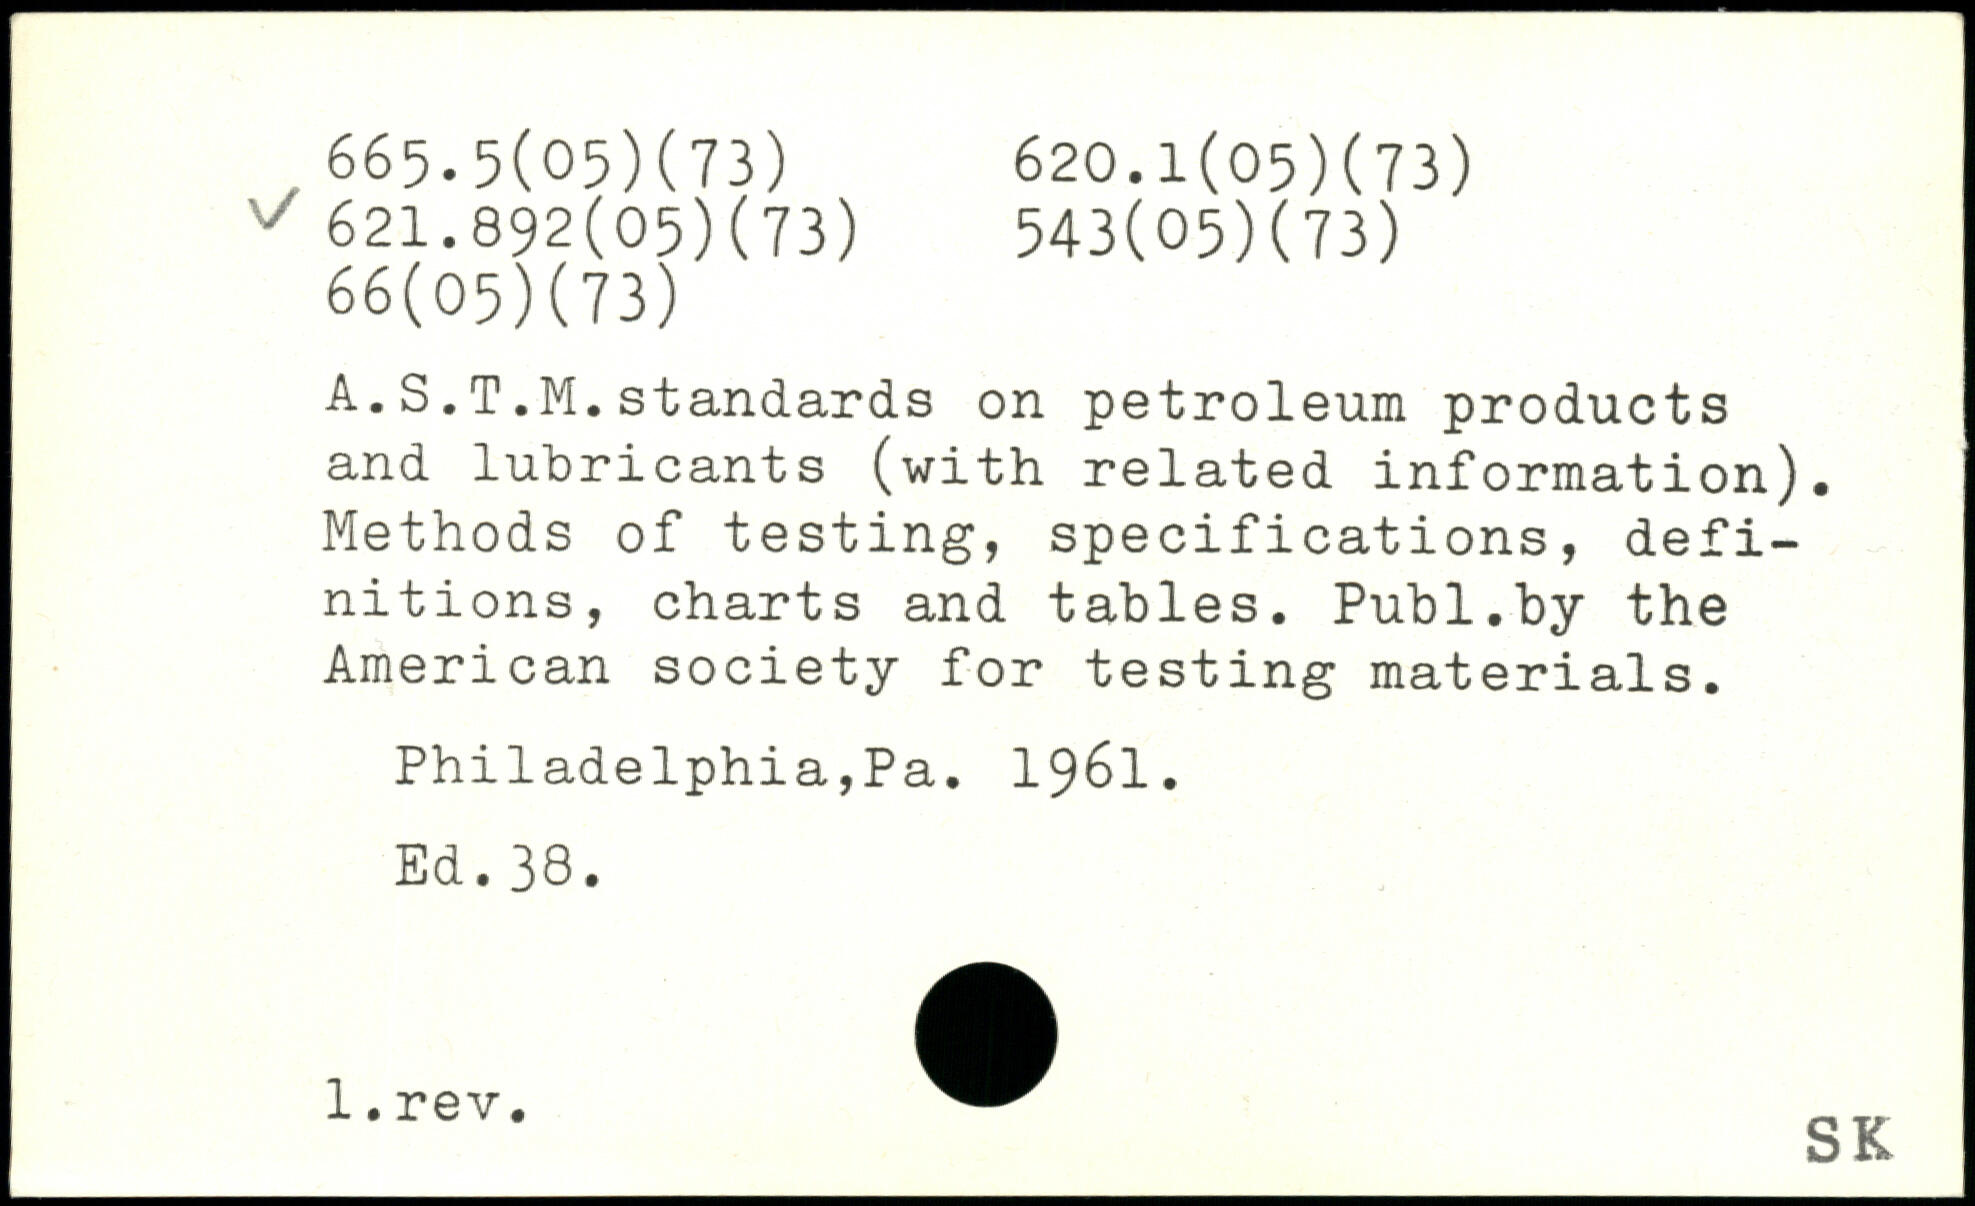 665.5(05)(73) 620.1(05)(73)
✓ 621.892(05)(73) 543(05)(73)
66(05)(73)
A.S.T.M.standards on petroleum products
and lubricants (with related information).
Methods of testing, specifications, defi-
nitions, charts and tables. Publ.by the
American society for testing materials.
Philadelphia,Pa. 1961.
Ed.38.
1.rev.
SK